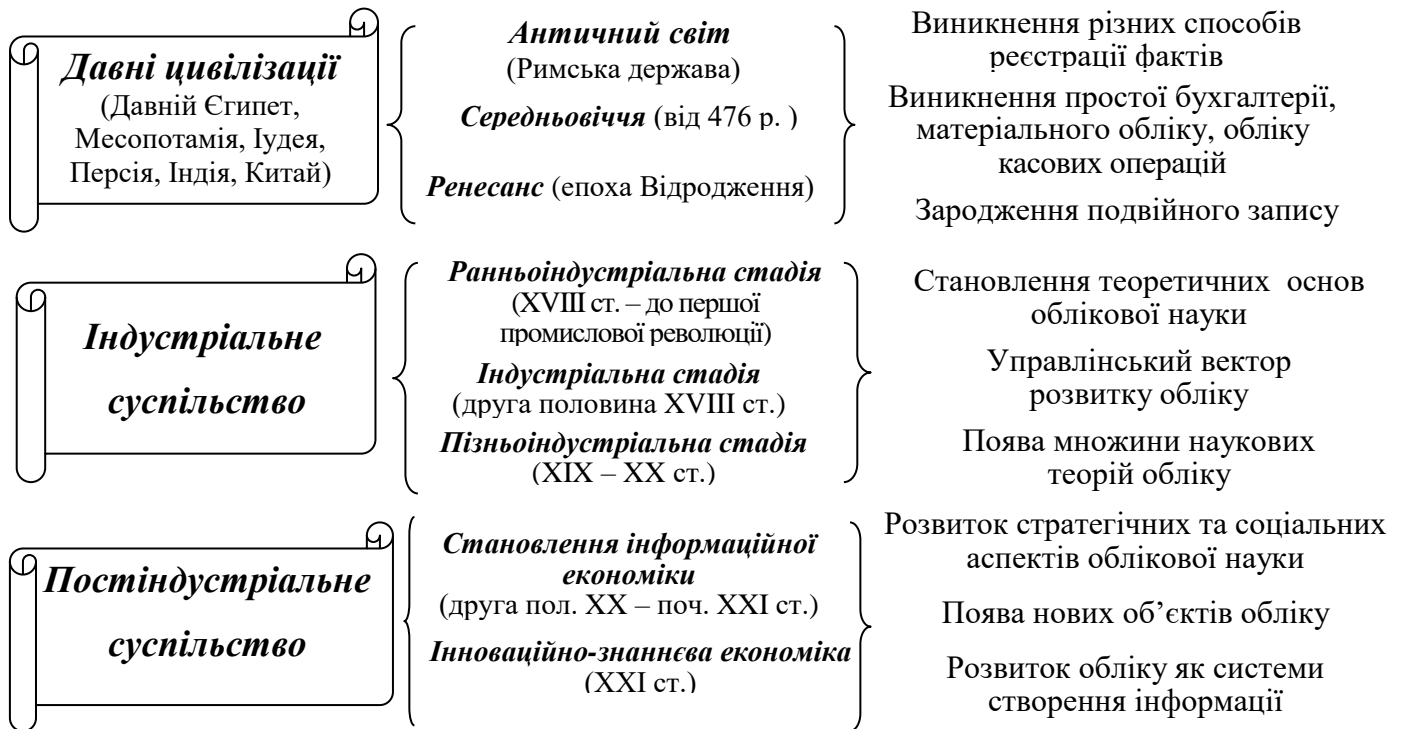 Давні цивілізації
(Давній Єгипет,
Месопотамія, Іудея,
Персія, Індія, Китай)
Античний світ
(Римська держава)
Середньовіччя (від 476 р. )
Ренесанс (епоха Відродження)
Виникнення різних способів
реєстрації фактів
Виникнення простої бухгалтерії,
матеріального обліку, обліку
касових операцій
Зародження подвійного запису
Індустріальне
суспільство
Ранньоіндустріальна стадія
(XVIII ст. – до першої
промислової революції)
Індустріальна стадія
(друга половина XVIII ст.)
Пізньоіндустріальна стадія
(XIX – XX ст.)
Становлення теоретичних основ
облікової науки
Управлінський вектор
розвитку обліку
Поява множини наукових
теорій обліку
Постіндустріальне
суспільство
Становлення інформаційної
економіки
(друга пол. XX – поч. XXI ст.)
Інноваційно-знаннєва економіка
(XXI ст.)
Розвиток стратегічних та соціальних
аспектів облікової науки
Поява нових об’єктів обліку
Розвиток обліку як системи
створення інформації